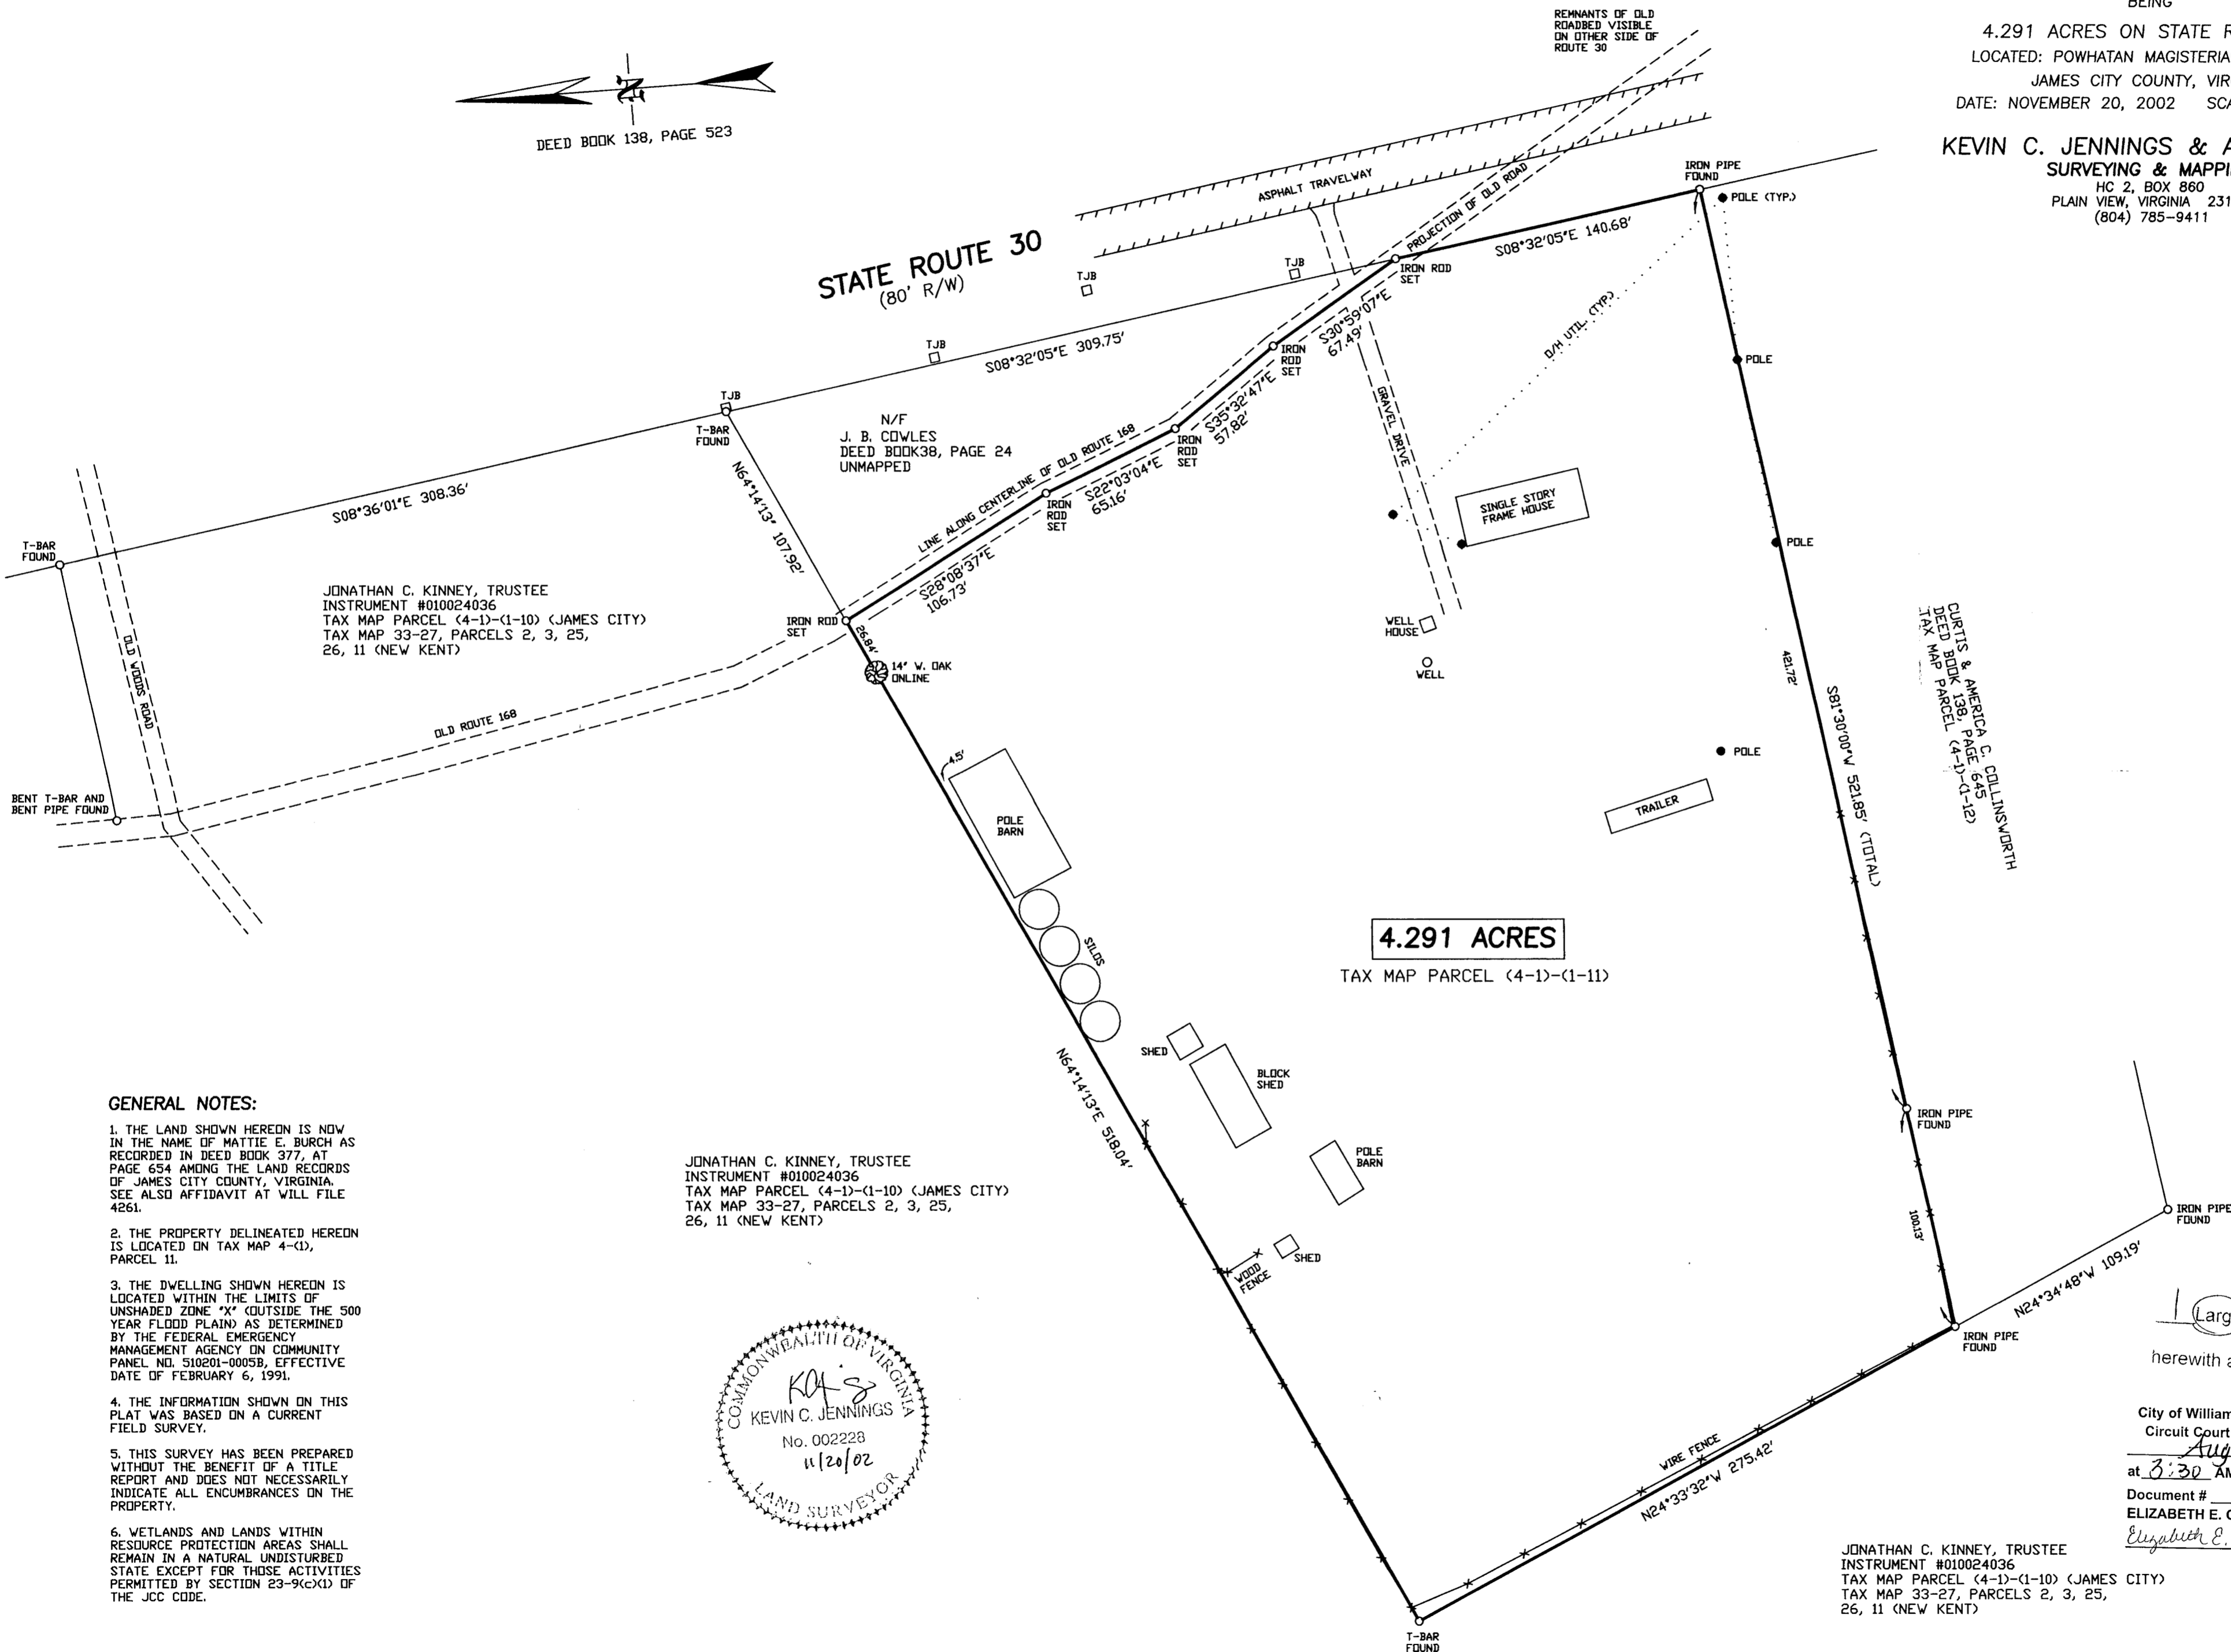 REMNANTS OF OLD
ROADBED VISIBLE
ON OTHER SIDE OF
ROUTE 30
BEING
4.291 ACRES ON STATE R
LOCATED: POWHATAN MAGISTERIA
JAMES CITY COUNTY, VIR
DATE: NOVEMBER 20, 2002 SCA
KEVIN C. JENNINGS & A
SURVEYING & MAPPI
HC 2, BOX 860
PLAIN VIEW, VIRGINIA 231
(804) 785-9411
N
DEED BOOK 138, PAGE 523
ASPHALT TRAVELWAY
PROJECTION OF OLD ROAD
IRON PIPE
FOUND
POLE (TYP.)
S08°32'05"E 140.68'
IRON ROD
SET
STATE ROUTE 30
(80' R/W)
TJB
TJB
TJB
TJB
S08°32'05"E 309.75'
S30°59'07"E
67.49'
O/H UTIL. (TYP.)
POLE
IRON
ROD
SET
S35°32'47"E
57.82'
GRAVEL DRIVE
T-BAR
FOUND
N/F
J. B. COWLES
DEED BOOK38, PAGE 24
UNMAPPED
LINE ALONG CENTERLINE OF OLD ROUTE 168
IRON
ROD
SET
S22°03'04"E
65.16'
IRON
ROD
SET
N64°14'13" 107.92'
S08°36'01"E 308.36'
SINGLE STORY
FRAME HOUSE
POLE
T-BAR
FOUND
OLD WOODS ROAD
JONATHAN C. KINNEY, TRUSTEE
INSTRUMENT #010024036
TAX MAP PARCEL (4-1)-(1-10) (JAMES CITY)
TAX MAP 33-27, PARCELS 2, 3, 25,
26, 11 (NEW KENT)
S28°08'37"E
106.73'
IRON ROD
SET
26.84'
14" W. OAK
ONLINE
WELL
HOUSE
WELL
421.72'
S81°30'00"W 521.85' (TOTAL)
CURTIS & AMERICA C. COLLINSWORTH
DEED BOOK 138, PAGE 645
TAX MAP PARCEL (4-1)-(1-12)
OLD ROUTE 168
BENT T-BAR AND
BENT PIPE FOUND
4.5'
POLE
BARN
POLE
TRAILER
SILOS
4.291 ACRES
TAX MAP PARCEL (4-1)-(1-11)
SHED
BLOCK
SHED
N64°14'13"E 518.04'
POLE
BARN
IRON PIPE
FOUND
100.13'
IRON PIPE
FOUND
SHED
WOOD
FENCE
N24°34'48"W 109.19'
IRON PIPE
FOUND
GENERAL NOTES:
1. THE LAND SHOWN HEREON IS NOW
IN THE NAME OF MATTIE E. BURCH AS
RECORDED IN DEED BOOK 377, AT
PAGE 654 AMONG THE LAND RECORDS
OF JAMES CITY COUNTY, VIRGINIA.
SEE ALSO AFFIDAVIT AT WILL FILE
4261.
2. THE PROPERTY DELINEATED HEREON
IS LOCATED ON TAX MAP 4-(1),
PARCEL 11.
3. THE DWELLING SHOWN HEREON IS
LOCATED WITHIN THE LIMITS OF
UNSHADED ZONE "X" (OUTSIDE THE 500
YEAR FLOOD PLAIN) AS DETERMINED
BY THE FEDERAL EMERGENCY
MANAGEMENT AGENCY ON COMMUNITY
PANEL NO. 510201-0005B, EFFECTIVE
DATE OF FEBRUARY 6, 1991.
4. THE INFORMATION SHOWN ON THIS
PLAT WAS BASED ON A CURRENT
FIELD SURVEY.
5. THIS SURVEY HAS BEEN PREPARED
WITHOUT THE BENEFIT OF A TITLE
REPORT AND DOES NOT NECESSARILY
INDICATE ALL ENCUMBRANCES ON THE
PROPERTY.
6. WETLANDS AND LANDS WITHIN
RESOURCE PROTECTION AREAS SHALL
REMAIN IN A NATURAL UNDISTURBED
STATE EXCEPT FOR THOSE ACTIVITIES
PERMITTED BY SECTION 23-9(c)(1) OF
THE JCC CODE.
JONATHAN C. KINNEY, TRUSTEE
INSTRUMENT #010024036
TAX MAP PARCEL (4-1)-(1-10) (JAMES CITY)
TAX MAP 33-27, PARCELS 2, 3, 25,
26, 11 (NEW KENT)
COMMONWEALTH OF VIRGINIA
KEVIN C. JENNINGS
No. 002228
11/20/02
LAND SURVEYOR
WIRE FENCE
N24°33'32"W 275.42'
T-BAR
FOUND
1 Larg
herewith a
City of William
Circuit Court
Aug
at 3:30 AM
Document #
ELIZABETH E. O
Elizabeth E.
JONATHAN C. KINNEY, TRUSTEE
INSTRUMENT #010024036
TAX MAP PARCEL (4-1)-(1-10) (JAMES CITY)
TAX MAP 33-27, PARCELS 2, 3, 25,
26, 11 (NEW KENT)